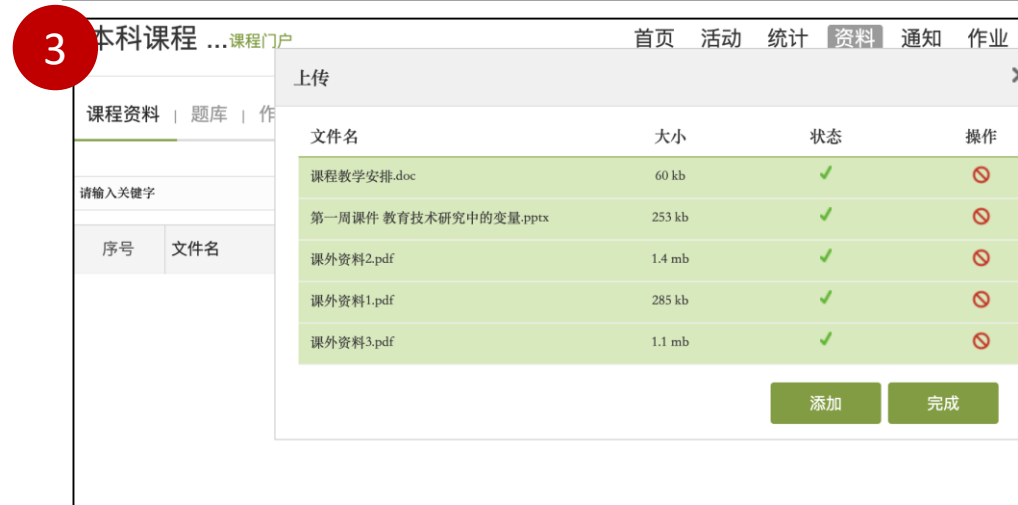 3
本科课程 ...课程门户 首页 活动 统计 资料 通知 作业
上传
课程资料 | 题库 | 作
文件名 大小 状态 操作
课程教学安排.doc 60 kb
请输入关键字
第一周课件 教育技术研究中的变量.pptx 253 kb
序号 文件名
课外资料2.pdf 1.4 mb
课外资料1.pdf 285 kb
课外资料3.pdf 1.1 mb
添加 完成